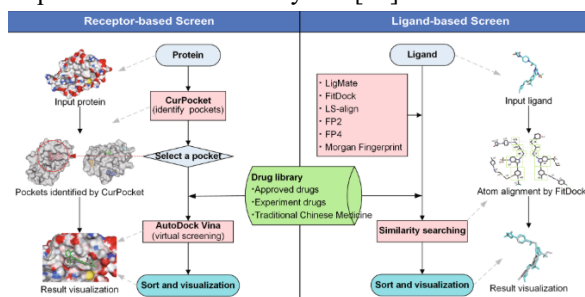 Receptor-based Screen
Ligand-based Screen
Protein
Input protein
CurPocket
(identify pockets)
Pockets identified by CurPocket
Select a pocket
AutoDock Vina
(virtual screening)
Result visualization
Sort and visualization
Drug library
•Approved drugs
•Experiment drugs
•Traditional Chinese Medicine
Ligand
• LigMate
• FitDock
• LS-align
• FP2
• FP4
• Morgan Fingerprint
Input ligand
Atom alignment by FitDock
Similarity searching
Sort and visualization
Result visualization